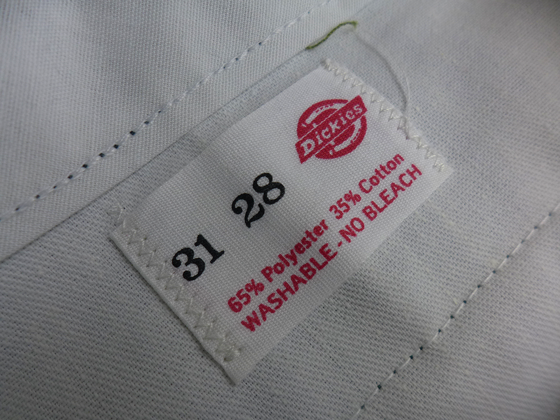 Dickies
31 28
65% Polyester 35% Cotton
WASHABLE - NO BLEACH